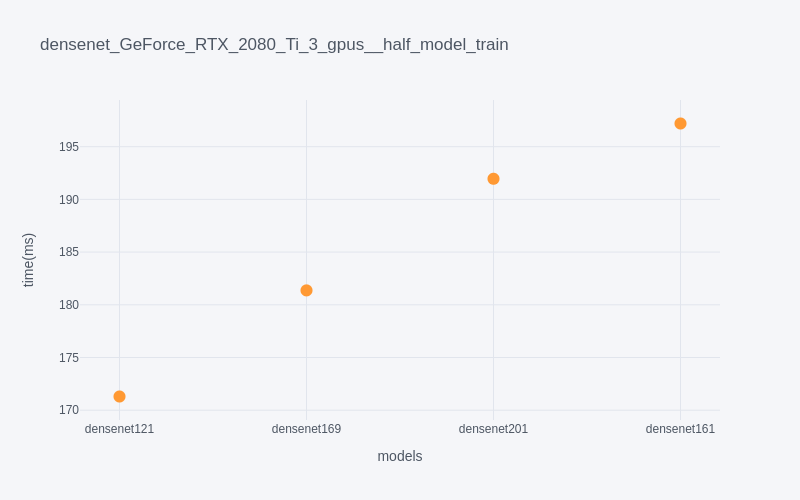 densenet_GeForce_RTX_2080_Ti_3_gpus__half_model_train
195
190
185
180
175
170
time(ms)
densenet121 densenet169 densenet201 densenet161
models